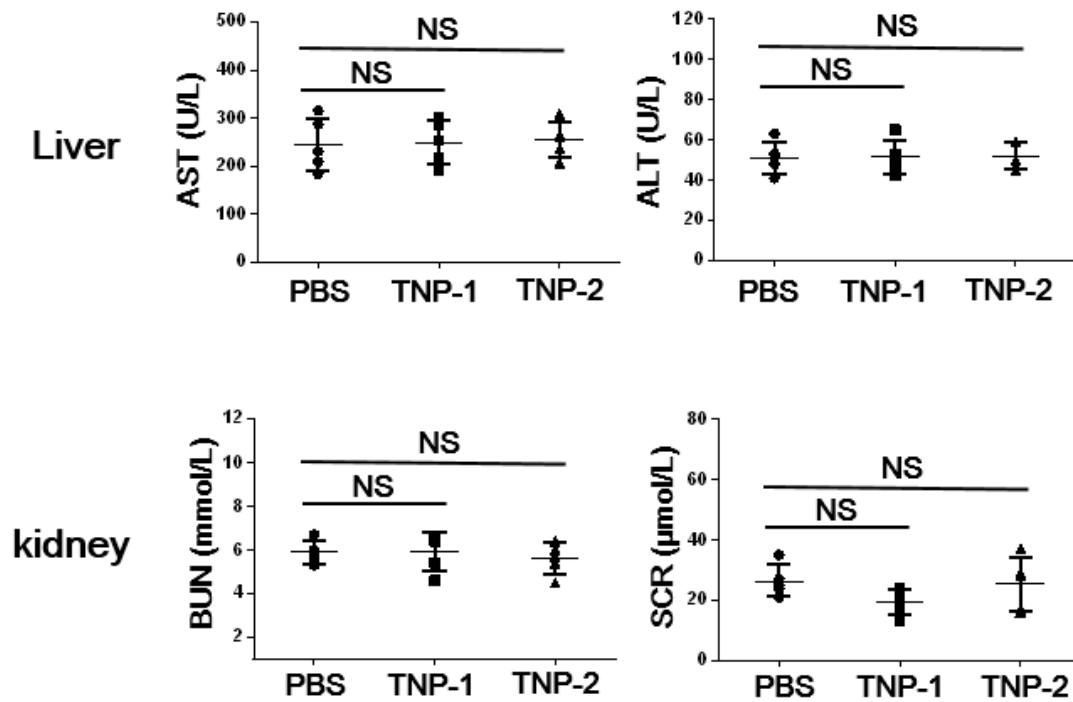 Liver
AST (U/L)
500
400
300
200
100
0
NS
NS
PBS TNP-1 TNP-2
ALT (U/L)
120
100
80
60
40
20
0
NS
NS
PBS TNP-1 TNP-2
kidney
BUN (mmol/L)
12
10
8
6
4
2
NS
NS
PBS TNP-1 TNP-2
SCR (μmol/L)
80
60
40
20
0
NS
NS
PBS TNP-1 TNP-2